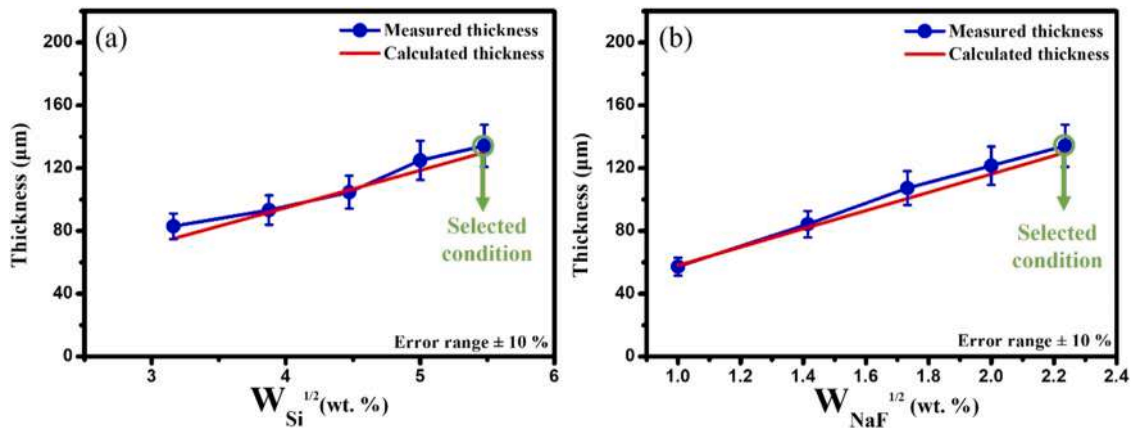 (a)
Measured thickness
Calculated thickness
220
200
160
120
80
40
0
Thickness (μm)
Selected
condition
Error range ± 10 %
3
4
5
6
W_Si^1/2 (wt. %)
(b)
Measured thickness
Calculated thickness
220
200
160
120
80
40
0
Thickness (μm)
Selected
condition
Error range ± 10 %
1.0
1.2
1.4
1.6
1.8
2.0
2.2
2.4
W_NaF^1/2 (wt. %)